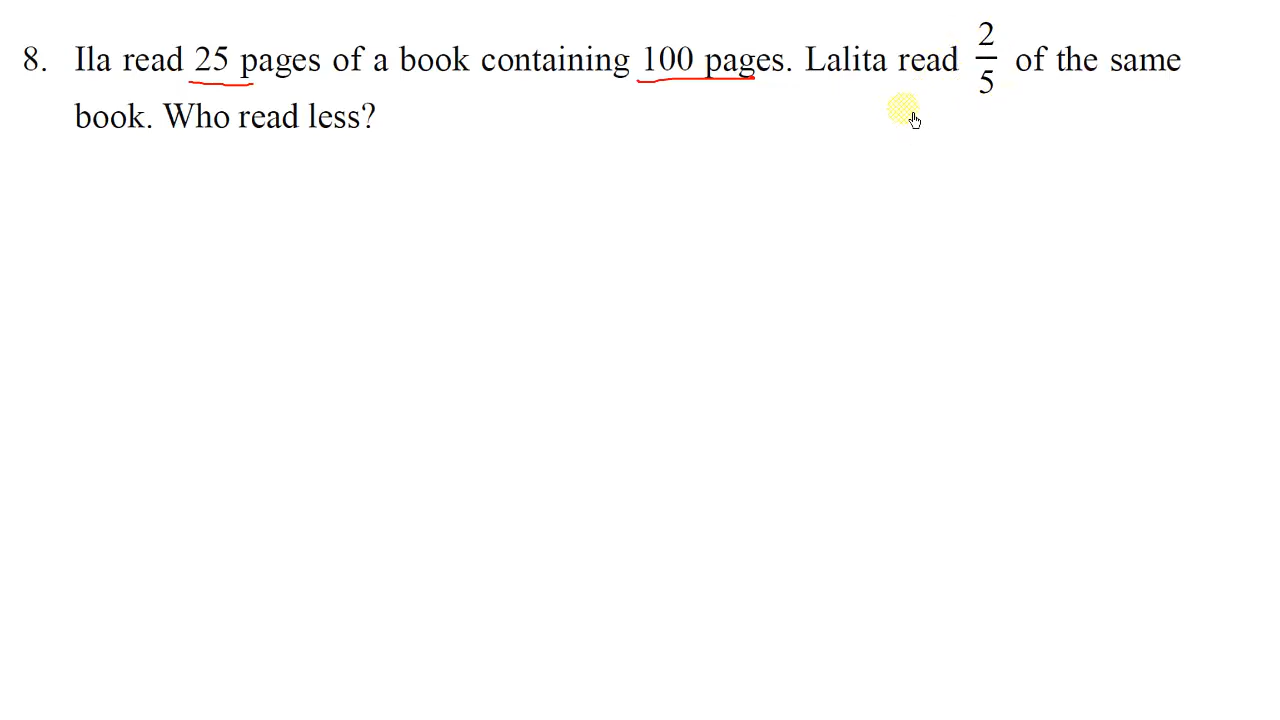 8. Ila read 25 pages of a book containing 100 pages. Lalita read 2/5 of the same
book. Who read less?